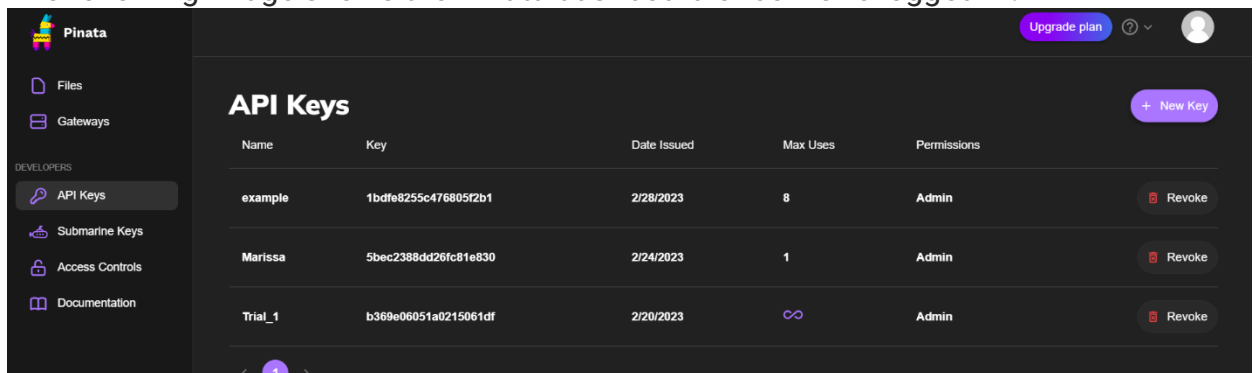 Pinata
Upgrade plan
Files
Gateways
DEVELOPERS
API Keys
Submarine Keys
Access Controls
Documentation
API Keys
+ New Key
Name Key Date Issued Max Uses Permissions
example 1bdfe8255c476805f2b1 2/28/2023 8 Admin Revoke
Marissa 5bec2388dd26fc81e830 2/24/2023 1 Admin Revoke
Trial_1 b369e06051a0215061df 2/20/2023 ∞ Admin Revoke
1